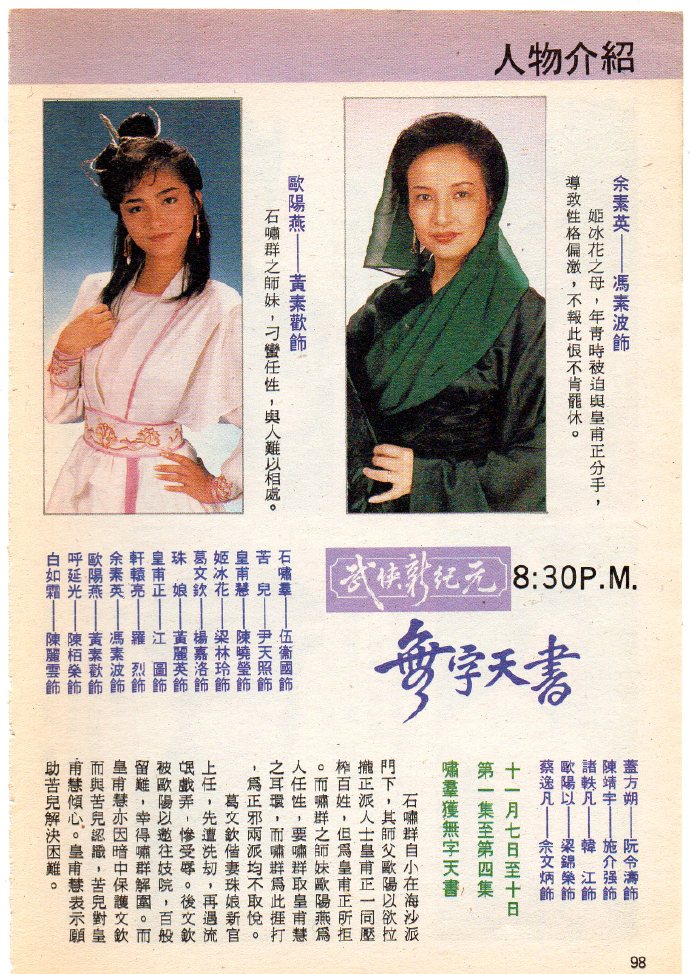 人物介紹
余素英——馮素波飾
姬冰花之母，年青時被迫與皇甫正分手，
導致性格偏激，不報此恨不肯罷休。
歐陽燕——黃素歡飾
石嘯群之師妹，刁蠻任性，與人難以相處。
武俠新紀元
8:30P.M.
無字天書
石嘯羣——伍衞國飾
苦　兒——尹天照飾
皇甫慧——陳曉瑩飾
姬冰花——梁林玲飾
葛文欽——楊嘉洛飾
珠　娘——黃麗英飾
皇甫正——江　圖飾
軒轅亮——羅　烈飾
余素英——馮素波飾
歐陽燕——黃素歡飾
呼延光——陳栢榮飾
白如霜——陳麗雲飾
蓋方朔——阮令濤飾
陳靖宇——施介强飾
諸軼凡——韓　江飾
歐陽以——梁錦樂飾
蔡逸凡——余文炳飾
十一月七日至十日
第一集至第四集
嘯羣獲無字天書
石嘯群自小在海沙派
門下，其師父歐陽以欲拉
攏正派人士皇甫正一同壓
榨百姓，但爲皇甫正所拒
。而嘯群之師妹歐陽燕爲
人任性，要嘯群取皇甫慧
之耳環，而嘯群爲此捱打
，爲正邪兩派均不取悅。
葛文欽偕妻珠娘新官
上任，先遭洗劫，再遇流
氓戲弄，慘受辱。後文欽
被歐陽以邀往妓院，百般
留難，幸得嘯群解圍。而
皇甫慧亦因暗中保護文欽
而與苦兒認識，苦兒對皇
甫慧傾心。皇甫慧表示願
助苦兒解決困難。
98